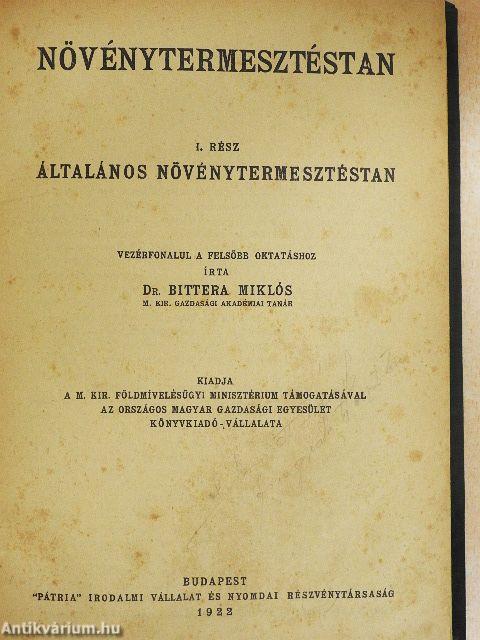 NÖVÉNYTERMESZTÉSTAN
I. RÉSZ
ÁLTALÁNOS NÖVÉNYTERMESZTÉSTAN
VEZÉRFONALUL A FELSŐBB OKTATÁSHOZ
ÍRTA
DR. BITTERA MIKLÓS
M. KIR. GAZDASÁGI AKADÉMIAI TANÁR
KIADJA
A M. KIR. FÖLDMÍVELÉSÜGYI MINISZTÉRIUM TÁMOGATÁSÁVAL
AZ ORSZÁGOS MAGYAR GAZDASÁGI EGYESÜLET
KÖNYVKIADÓ-VÁLLALATA
BUDAPEST
"PÁTRIA" IRODALMI VÁLLALAT ÉS NYOMDAI RÉSZVÉNYTÁRSASÁG
1922
Antikvárium.hu